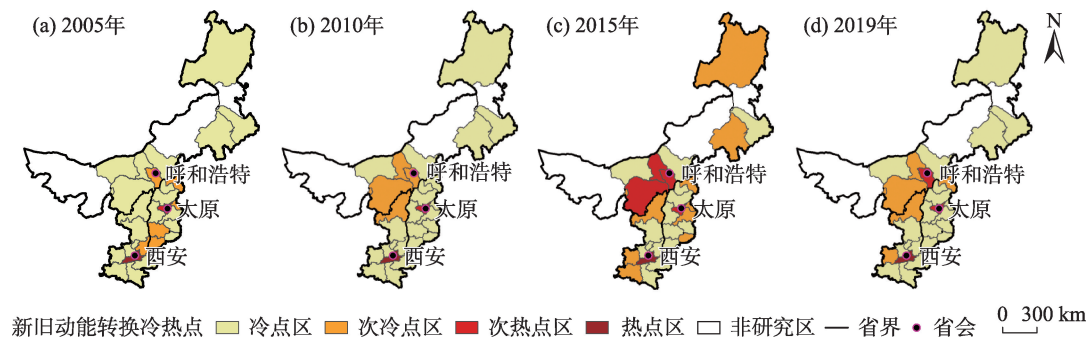 (a) 2005年
(b) 2010年
(c) 2015年
(d) 2019年
N
呼和浩特
太原
西安
呼和浩特
太原
西安
呼和浩特
太原
西安
呼和浩特
太原
西安
新旧动能转换冷热点 冷点区 次冷点区 次热点区 热点区 非研究区 省界 省会 0 300 km